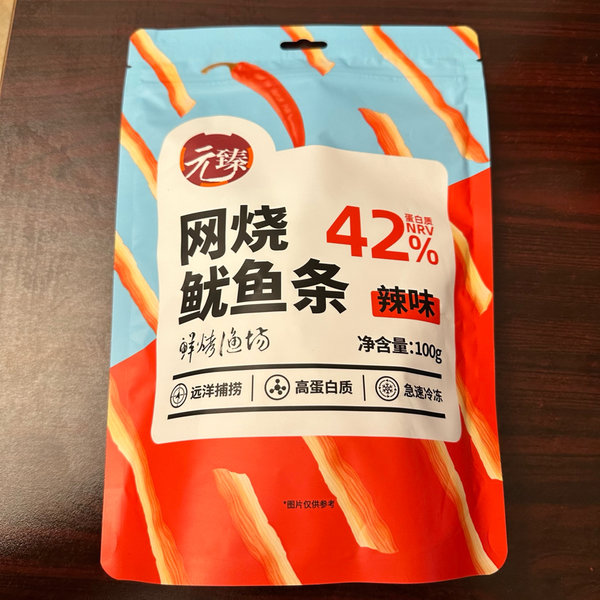 元臻
网烧
鱿鱼条
42%
蛋白质
NRV
辣味
鲜烤渔场
净含量:100g
远洋捕捞
高蛋白质
急速冷冻
*图片仅供参考